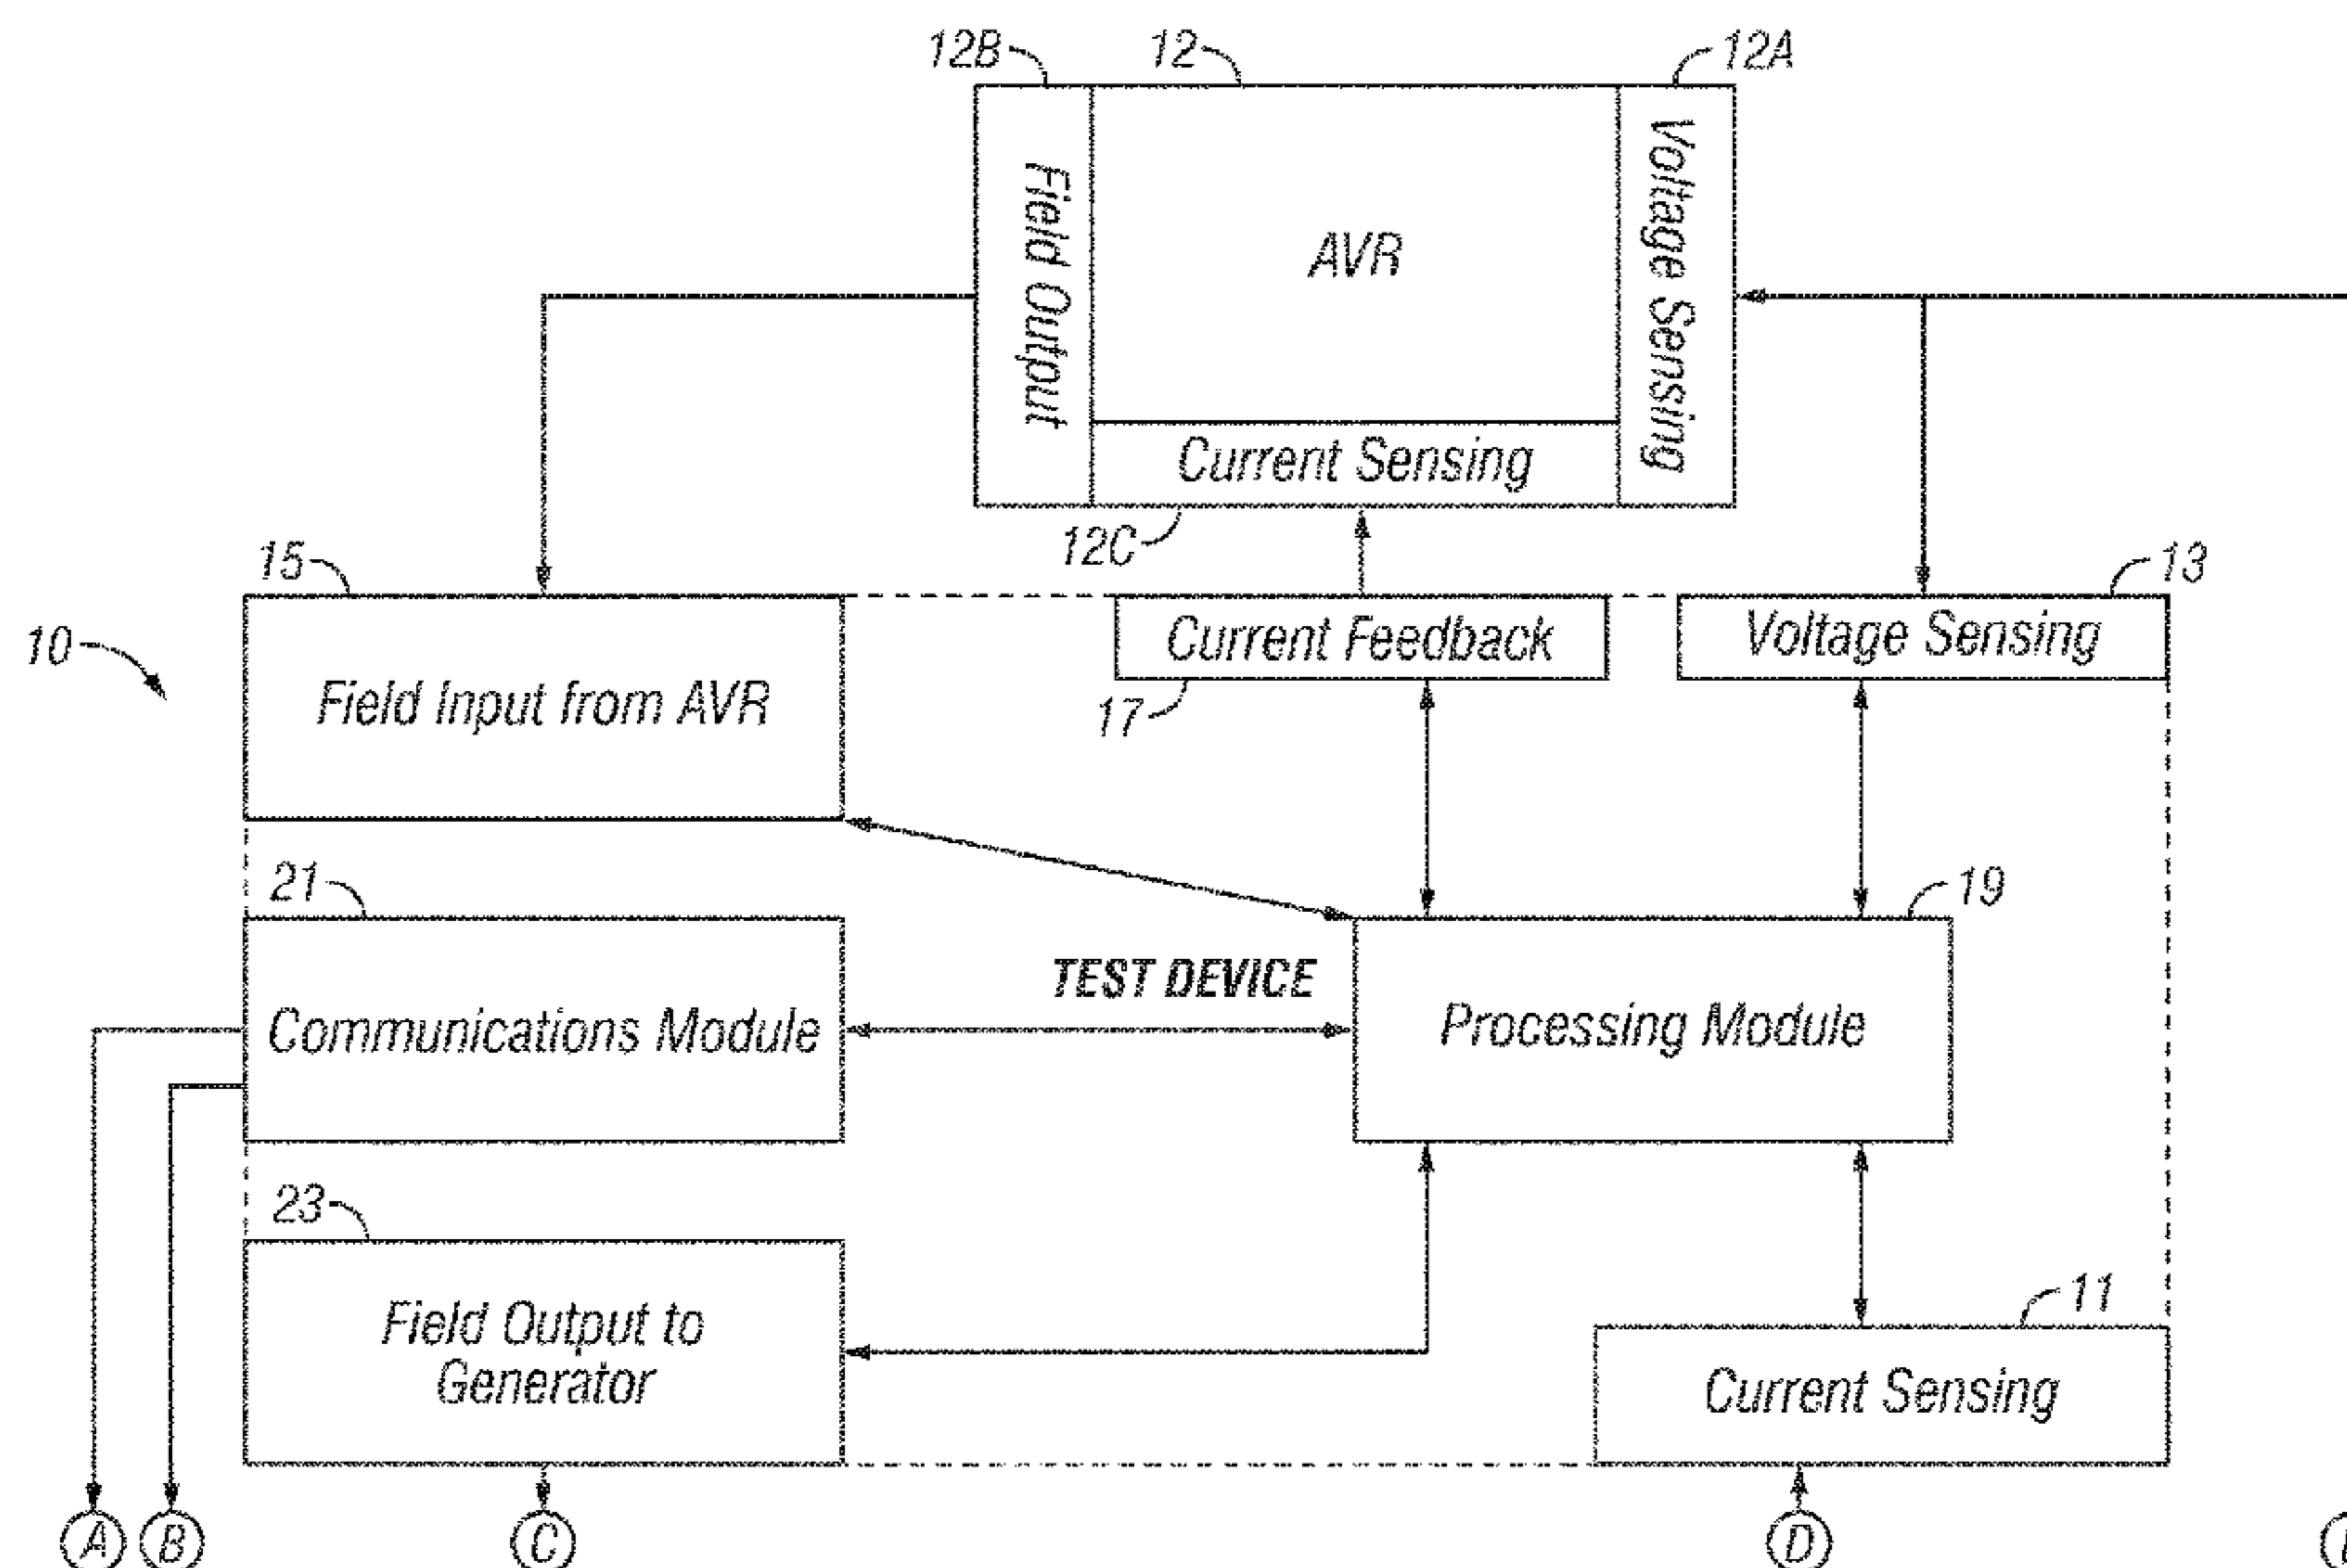 12B
12
12A
Field Output
AVR
Voltage Sensing
Current Sensing
12C
15
13
10
Field Input from AVR
Current Feedback
Voltage Sensing
17
21
19
TEST DEVICE
Communications Module
Processing Module
23
11
Field Output to
Generator
Current Sensing
A
B
C
D